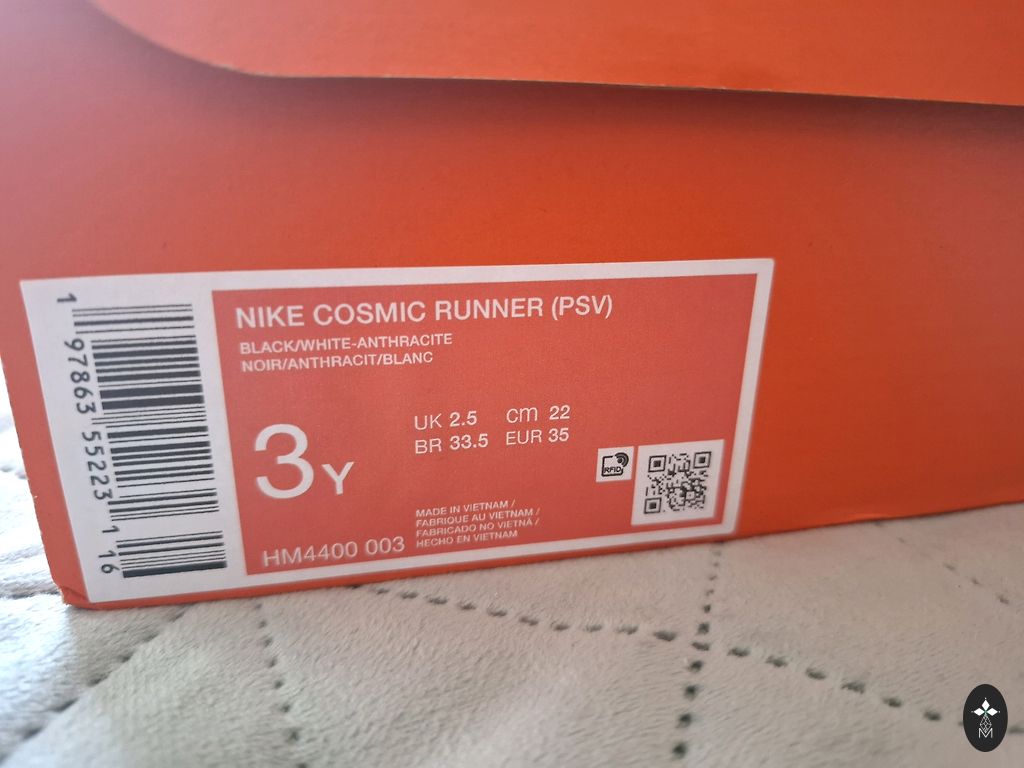 NIKE COSMIC RUNNER (PSV)
BLACK/WHITE-ANTHRACITE
NOIR/ANTHRACIT/BLANC
3Y
UK 2.5 cm 22
BR 33.5 EUR 35
RFID
MADE IN VIETNAM /
FABRIQUE AU VIETNAM /
FABRICADO NO VIETNÃ /
HECHO EN VIETNAM
HM4400 003
1 97863 55223 1 16
M